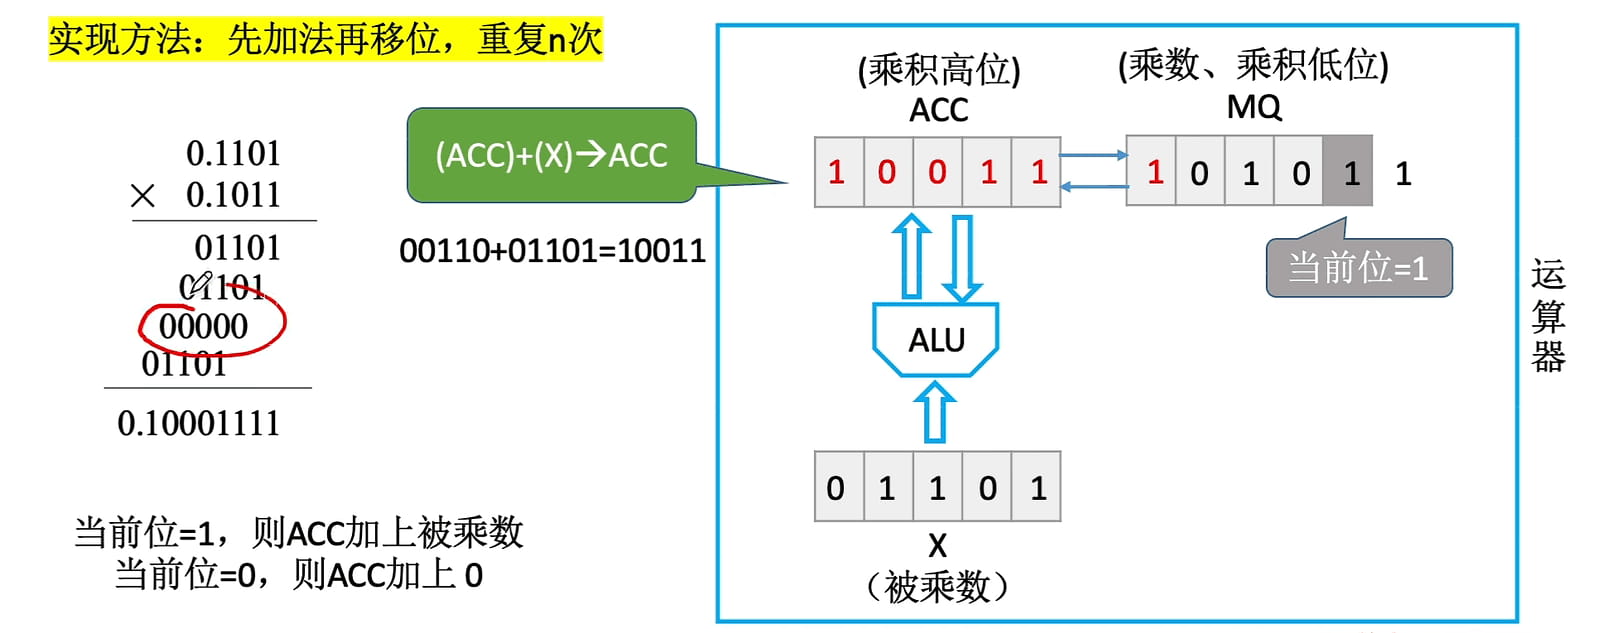 实现方法：先加法再移位，重复n次
0.1101
× 0.1011
01101
01101
00000
01101
0.10001111
当前位=1，则ACC加上被乘数
当前位=0，则ACC加上 0
(ACC)+(X)→ACC
00110+01101=10011
(乘积高位)
ACC
1 0 0 1 1
(乘数、乘积低位)
MQ
1 0 1 0 1 1
当前位=1
ALU
0 1 1 0 1
X
（被乘数）
运算器